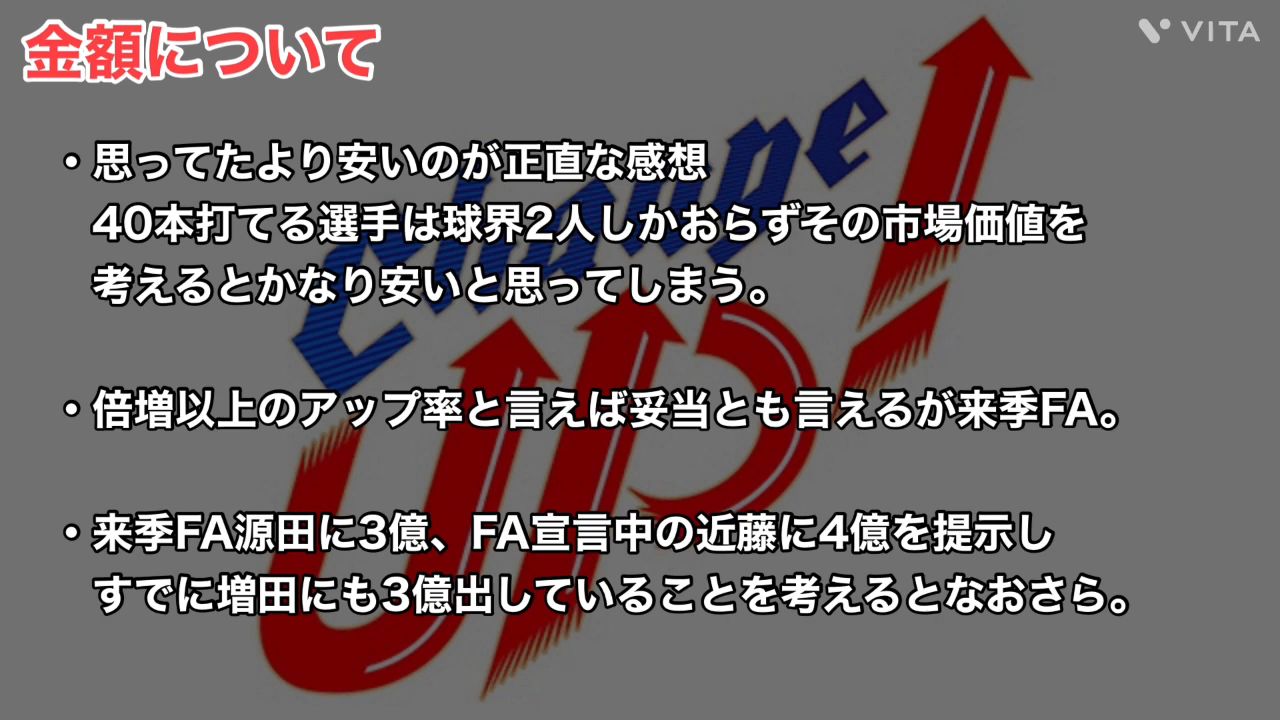 金額について
VITA
・思ってたより安いのが正直な感想
40本打てる選手は球界2人しかおらずその市場価値を
考えるとかなり安いと思ってしまう。
・倍増以上のアップ率と言えば妥当とも言えるが来季FA。
・来季FA源田に3億、FA宣言中の近藤に4億を提示し
すでに増田にも3億出していることを考えるとなおさら。
Change
UP!